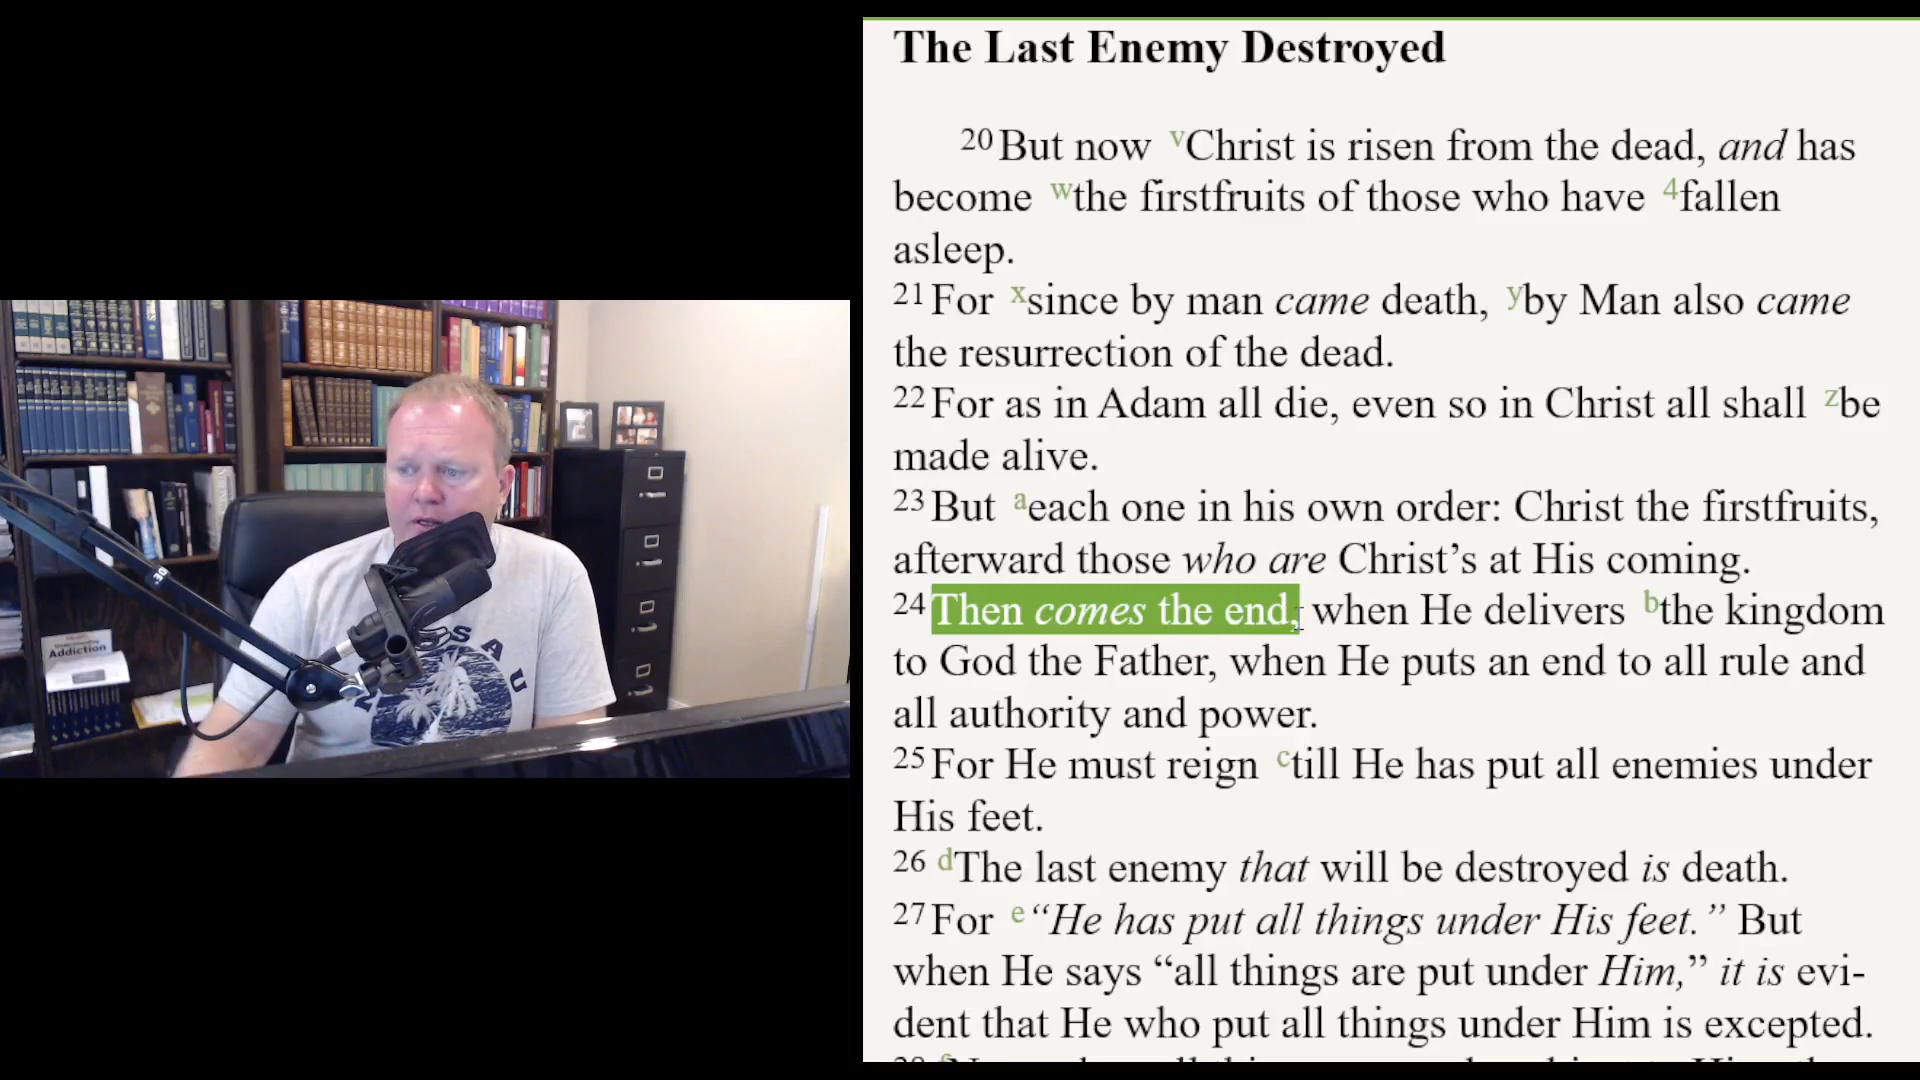 The Last Enemy Destroyed
20 But now vChrist is risen from the dead, and has
become wthe firstfruits of those who have 4fallen
asleep.
21 For xsince by man came death, yby Man also came
the resurrection of the dead.
22 For as in Adam all die, even so in Christ all shall zbe
made alive.
23 But aeach one in his own order: Christ the firstfruits,
afterward those who are Christ’s at His coming.
24 Then comes the end, when He delivers bthe kingdom
to God the Father, when He puts an end to all rule and
all authority and power.
25 For He must reign ctill He has put all enemies under
His feet.
26 dThe last enemy that will be destroyed is death.
27 For e“He has put all things under His feet.” But
when He says “all things are put under Him,” it is evi-
dent that He who put all things under Him is excepted.
Addiction
NASSAU